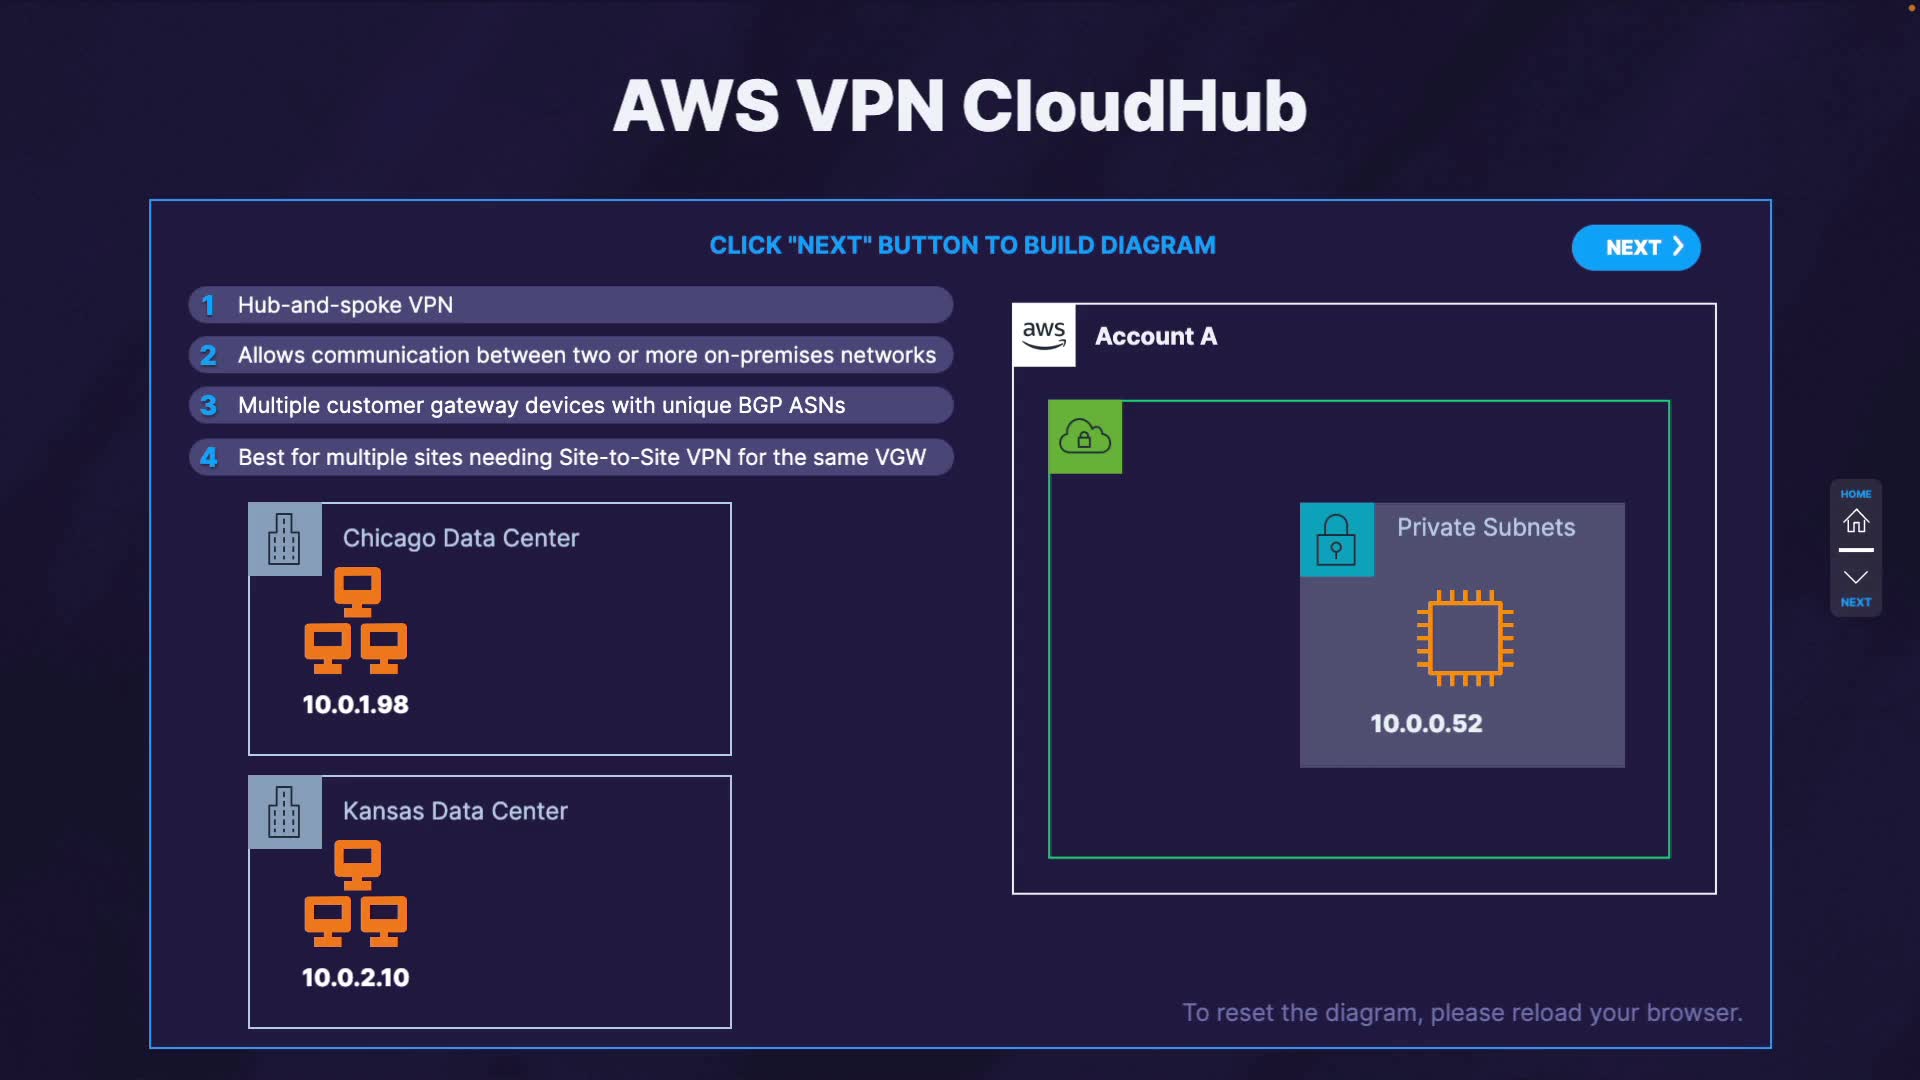 AWS VPN CloudHub
CLICK "NEXT" BUTTON TO BUILD DIAGRAM
NEXT
1 Hub-and-spoke VPN
2 Allows communication between two or more on-premises networks
3 Multiple customer gateway devices with unique BGP ASNs
4 Best for multiple sites needing Site-to-Site VPN for the same VGW
aws
Account A
Chicago Data Center
10.0.1.98
Private Subnets
10.0.0.52
Kansas Data Center
10.0.2.10
To reset the diagram, please reload your browser.
HOME
NEXT